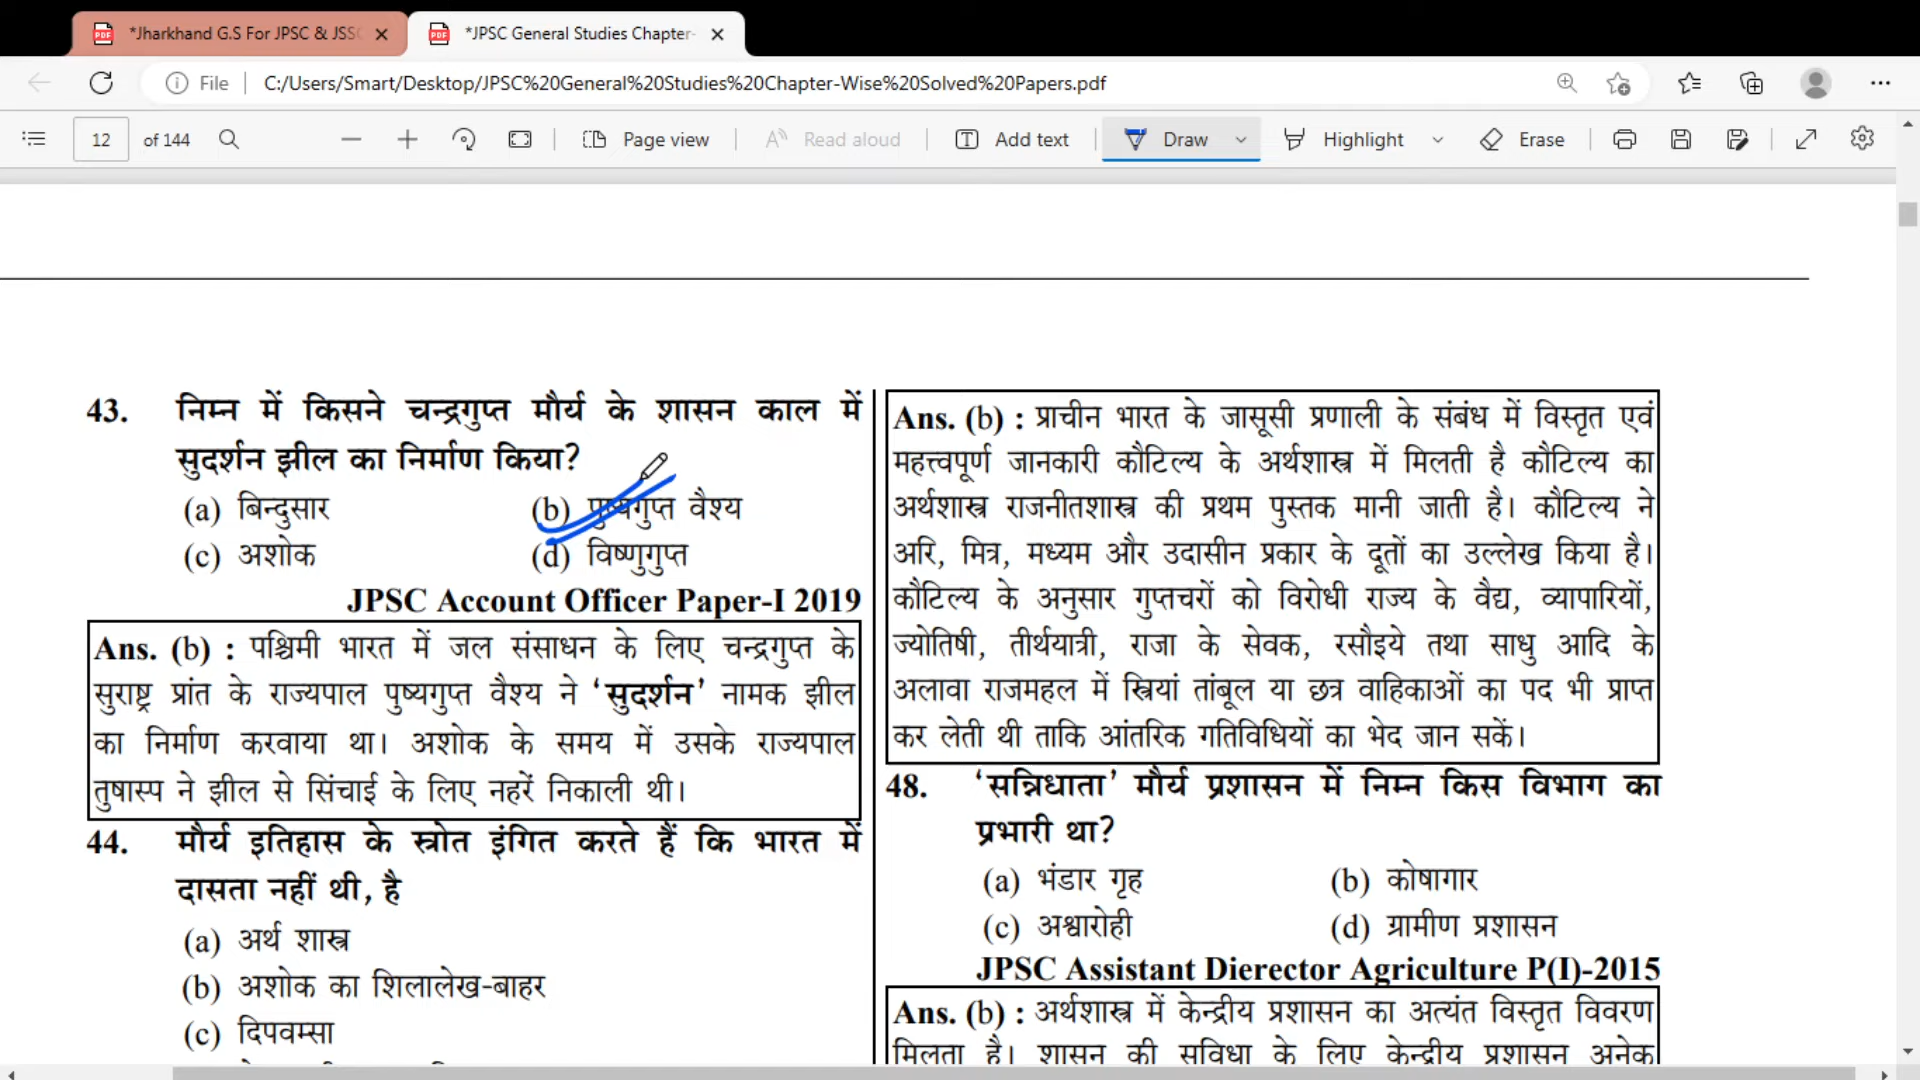 *Jharkhand G.S For JPSC & JSSC
*JPSC General Studies Chapter-
File
C:/Users/Smart/Desktop/JPSC%20General%20Studies%20Chapter-Wise%20Solved%20Papers.pdf
12 of 144
Page view
Read aloud
Add text
Draw
Highlight
Erase
43. निम्न में किसने चन्द्रगुप्त मौर्य के शासन काल में
सुदर्शन झील का निर्माण किया?
(a) बिन्दुसार (b) पुष्यगुप्त वैश्य
(c) अशोक (d) विष्णुगुप्त
JPSC Account Officer Paper-I 2019
Ans. (b) : पश्चिमी भारत में जल संसाधन के लिए चन्द्रगुप्त के
सुराष्ट्र प्रांत के राज्यपाल पुष्यगुप्त वैश्य ने ‘सुदर्शन’ नामक झील
का निर्माण करवाया था। अशोक के समय में उसके राज्यपाल
तुषास्प ने झील से सिंचाई के लिए नहरें निकाली थी।
44. मौर्य इतिहास के स्त्रोत इंगित करते हैं कि भारत में
दासता नहीं थी, है
(a) अर्थ शास्त्र
(b) अशोक का शिलालेख-बाहर
(c) दिपवम्सा
Ans. (b) : प्राचीन भारत के जासूसी प्रणाली के संबंध में विस्तृत एवं
महत्त्वपूर्ण जानकारी कौटिल्य के अर्थशास्त्र में मिलती है कौटिल्य का
अर्थशास्त्र राजनीतशास्त्र की प्रथम पुस्तक मानी जाती है। कौटिल्य ने
अरि, मित्र, मध्यम और उदासीन प्रकार के दूतों का उल्लेख किया है।
कौटिल्य के अनुसार गुप्तचरों को विरोधी राज्य के वैद्य, व्यापारियों,
ज्योतिषी, तीर्थयात्री, राजा के सेवक, रसौइये तथा साधु आदि के
अलावा राजमहल में स्त्रियां तांबूल या छत्र वाहिकाओं का पद भी प्राप्त
कर लेती थी ताकि आंतरिक गतिविधियों का भेद जान सकें।
48. ‘सन्निधाता’ मौर्य प्रशासन में निम्न किस विभाग का
प्रभारी था?
(a) भंडार गृह (b) कोषागार
(c) अश्वारोही (d) ग्रामीण प्रशासन
JPSC Assistant Dierector Agriculture P(I)-2015
Ans. (b) : अर्थशास्त्र में केन्द्रीय प्रशासन का अत्यंत विस्तृत विवरण
मिलता है। शासन की सुविधा के लिए केन्द्रीय प्रशासन अनेक